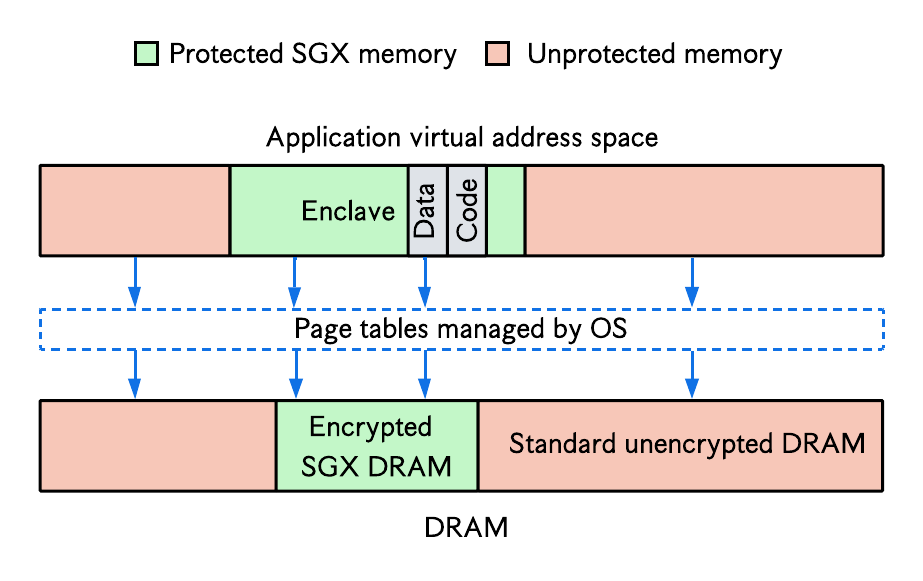 Protected SGX memory
Unprotected memory
Application virtual address space
Enclave
Data
Code
Page tables managed by OS
Encrypted
SGX DRAM
Standard unencrypted DRAM
DRAM